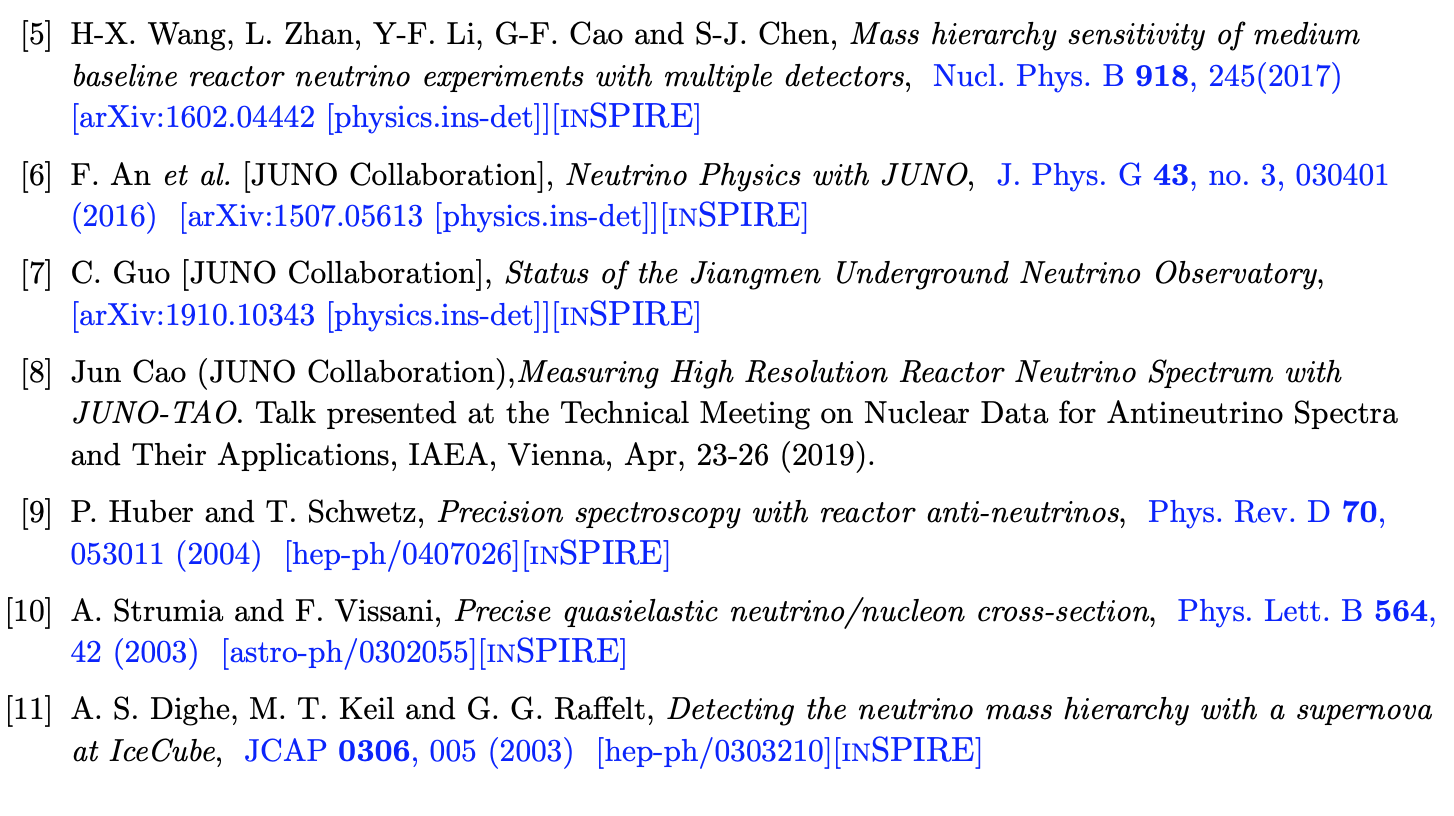 [5] H-X. Wang, L. Zhan, Y-F. Li, G-F. Cao and S-J. Chen, Mass hierarchy sensitivity of medium
baseline reactor neutrino experiments with multiple detectors, Nucl. Phys. B 918, 245(2017)
[arXiv:1602.04442 [physics.ins-det]][INSPIRE]
[6] F. An et al. [JUNO Collaboration], Neutrino Physics with JUNO, J. Phys. G 43, no. 3, 030401
(2016) [arXiv:1507.05613 [physics.ins-det]][INSPIRE]
[7] C. Guo [JUNO Collaboration], Status of the Jiangmen Underground Neutrino Observatory,
[arXiv:1910.10343 [physics.ins-det]][INSPIRE]
[8] Jun Cao (JUNO Collaboration),Measuring High Resolution Reactor Neutrino Spectrum with
JUNO-TAO. Talk presented at the Technical Meeting on Nuclear Data for Antineutrino Spectra
and Their Applications, IAEA, Vienna, Apr, 23-26 (2019).
[9] P. Huber and T. Schwetz, Precision spectroscopy with reactor anti-neutrinos, Phys. Rev. D 70,
053011 (2004) [hep-ph/0407026][INSPIRE]
[10] A. Strumia and F. Vissani, Precise quasielastic neutrino/nucleon cross-section, Phys. Lett. B 564,
42 (2003) [astro-ph/0302055][INSPIRE]
[11] A. S. Dighe, M. T. Keil and G. G. Raffelt, Detecting the neutrino mass hierarchy with a supernova
at IceCube, JCAP 0306, 005 (2003) [hep-ph/0303210][INSPIRE]